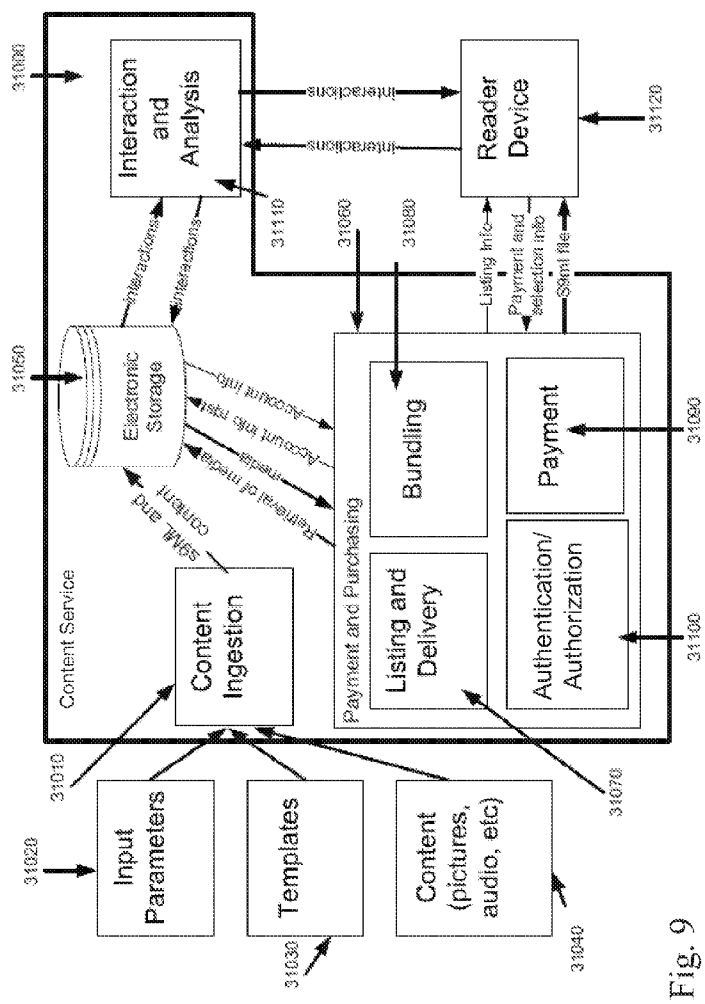 31000
Content Service
31050
Electronic
Storage
interactions
interactions
Interaction
and
Analysis
31110
interactions
interactions
Reader
Device
31120
31020
Input
Parameters
31010
Content
Ingestion
s9ML and
content
Templates
31030
Content
(pictures,
audio, etc)
31040
Retrieval of media
media
Account info rqst
Account info
31060
31080
Payment and Purchasing
Listing and
Delivery
31070
Bundling
Authentication/
Authorization
31100
Payment
31090
Listing Info
Payment and
selection info
S9ml file
Fig. 9